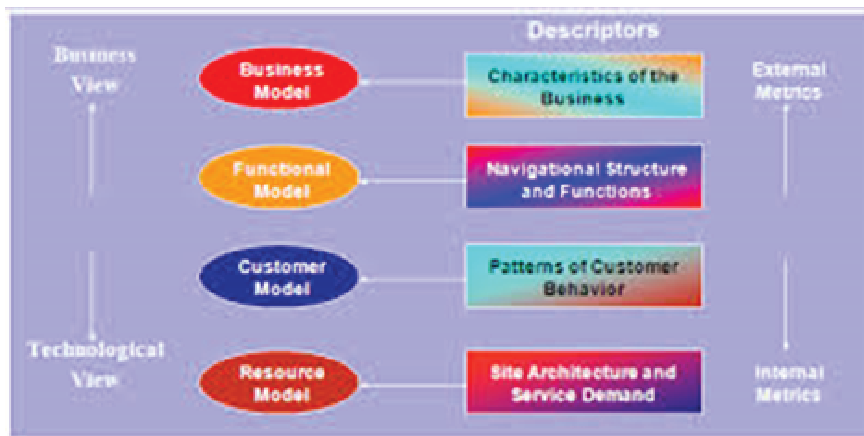 Descriptors
Business
View
Business
Model
Characteristics of the
Business
External
Metrics
Functional
Model
Navigational Structure
and Functions
Customer
Model
Patterns of Customer
Behavior
Technological
View
Resource
Model
Site Architecture and
Service Demand
Internal
Metrics